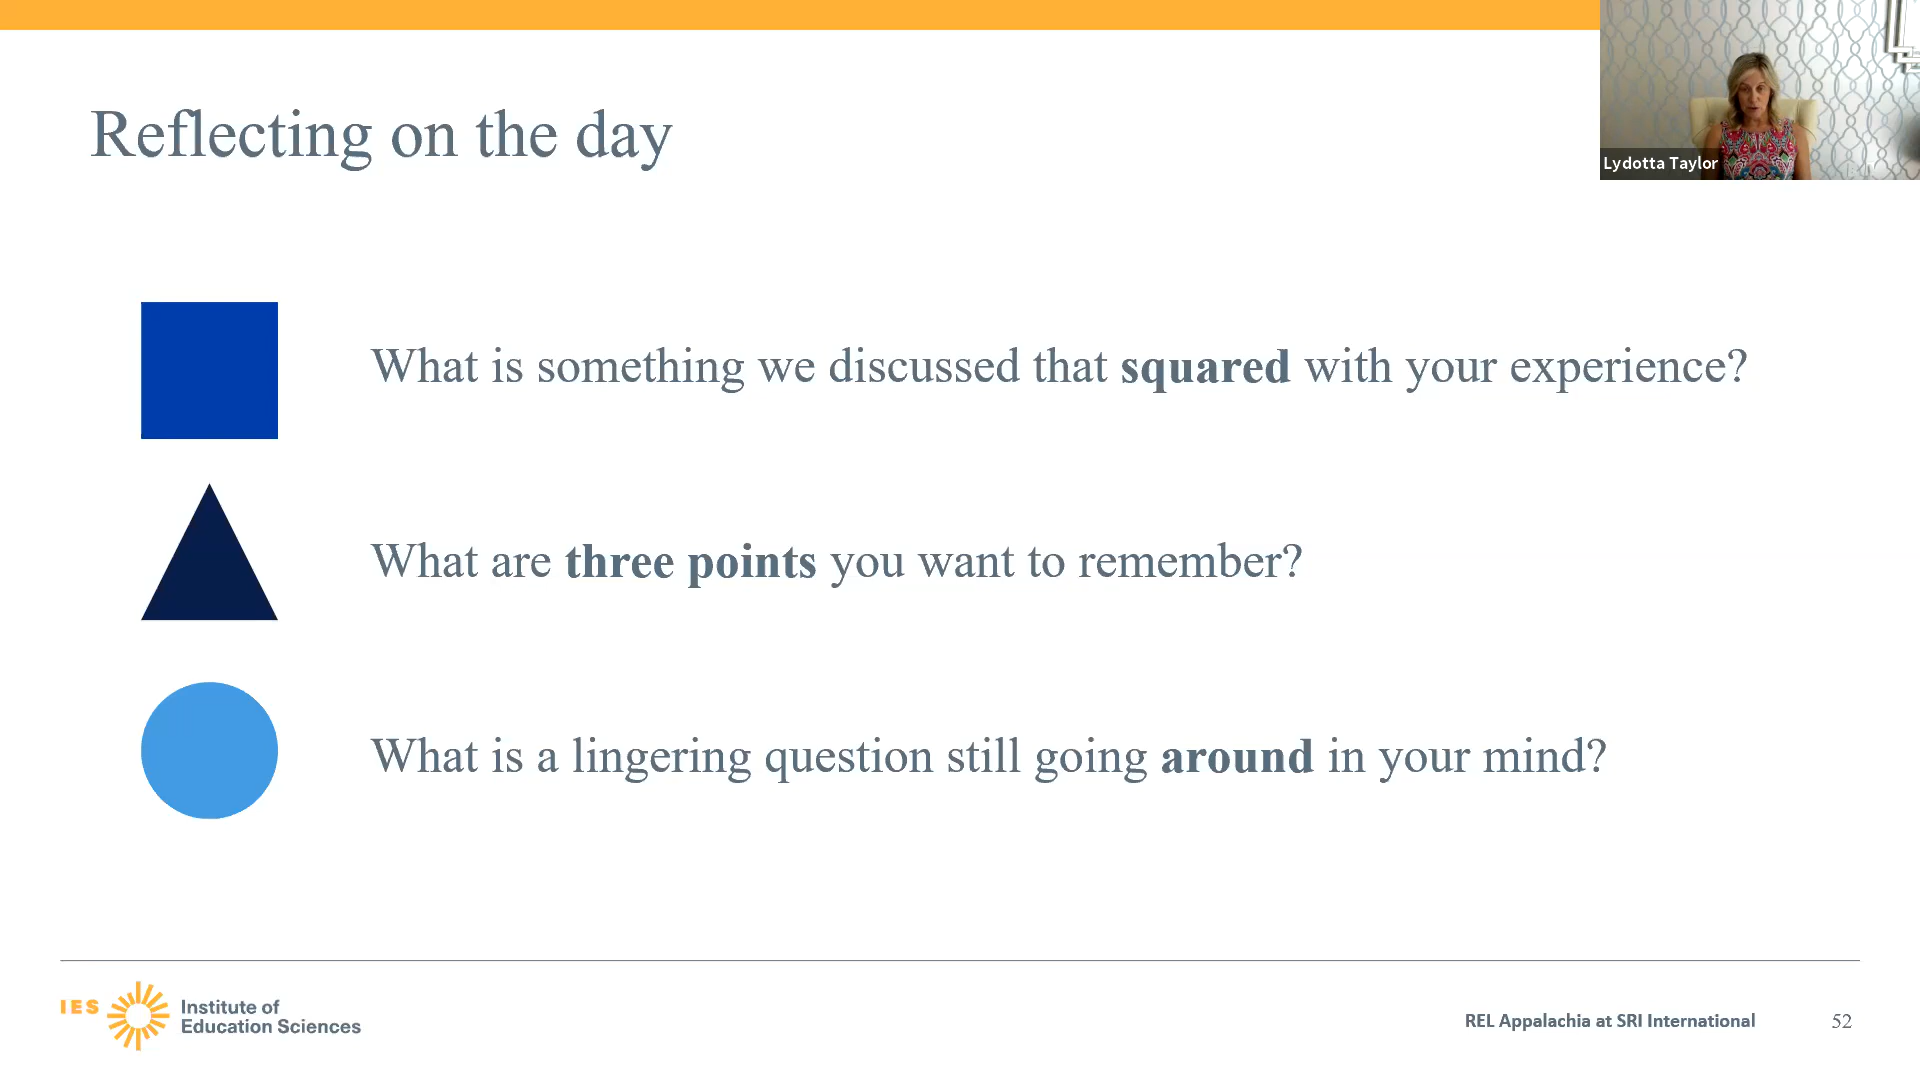 Reflecting on the day
Lydotta Taylor
What is something we discussed that squared with your experience?
What are three points you want to remember?
What is a lingering question still going around in your mind?
IES
Institute of
Education Sciences
REL Appalachia at SRI International
52